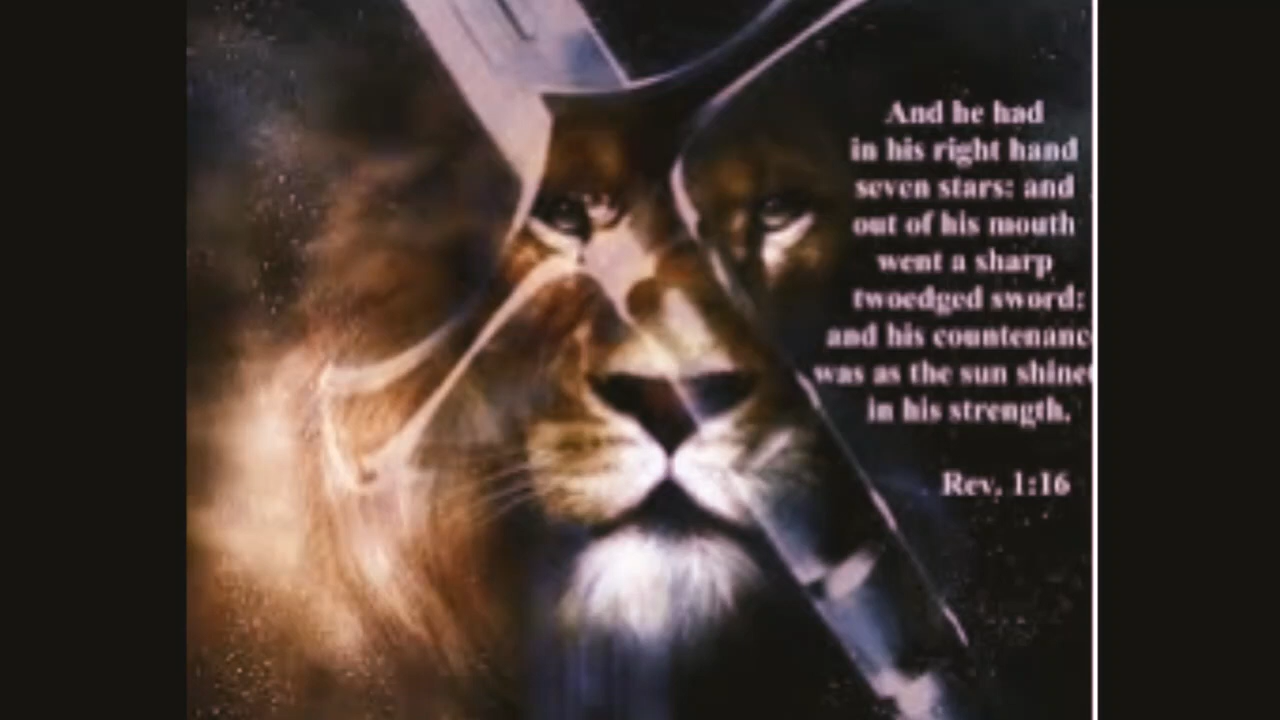 And he had
in his right hand
seven stars: and
out of his mouth
went a sharp
twoedged sword:
and his countenanc
was as the sun shinet
in his strength.
Rev. 1:16